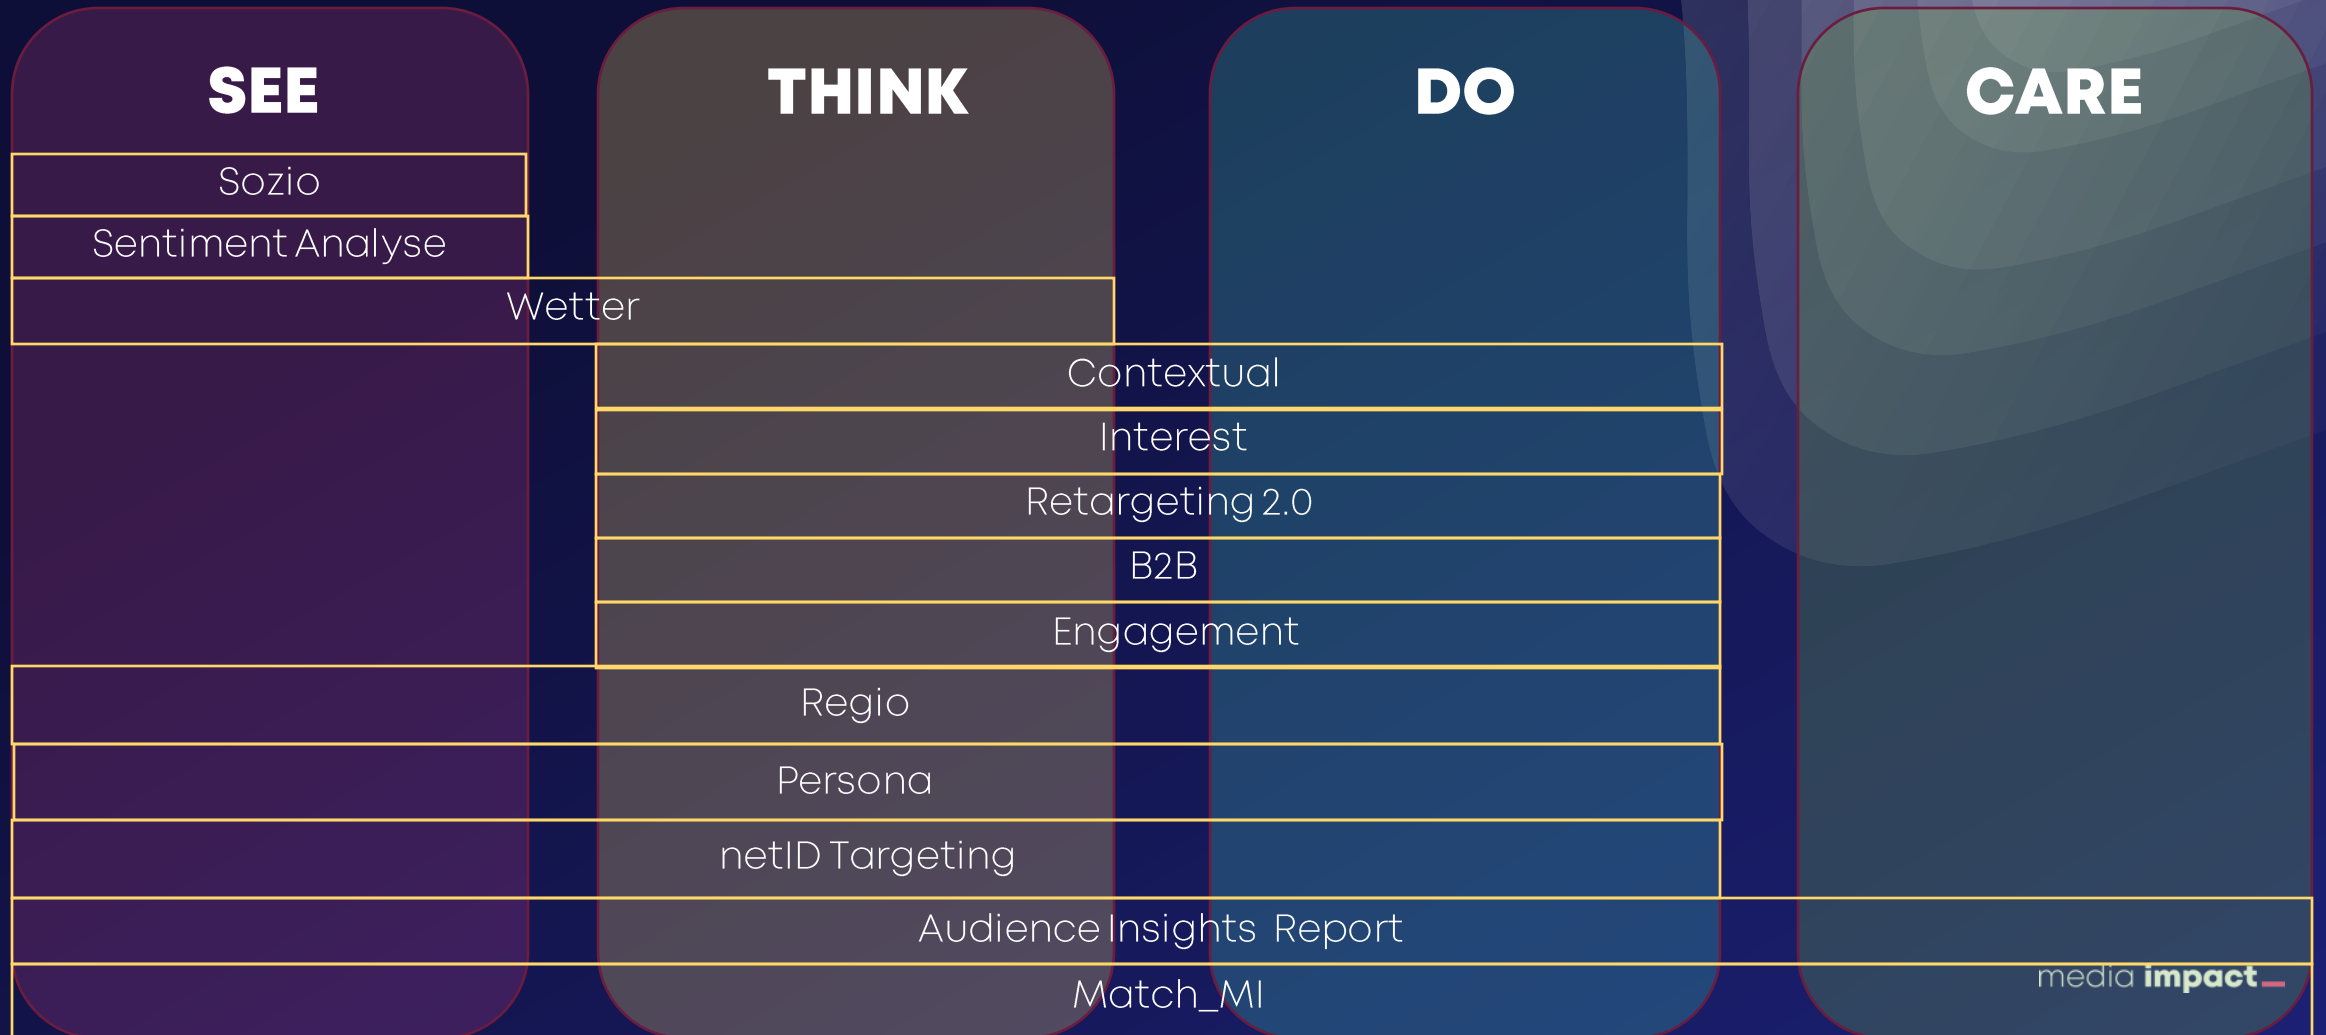 SEE
THINK
DO
CARE
Sozio
Sentiment Analyse
Wetter
Contextual
Interest
Retargeting 2.0
B2B
Engagement
Regio
Persona
netID Targeting
Audience Insights Report
Match_MI
media impact_